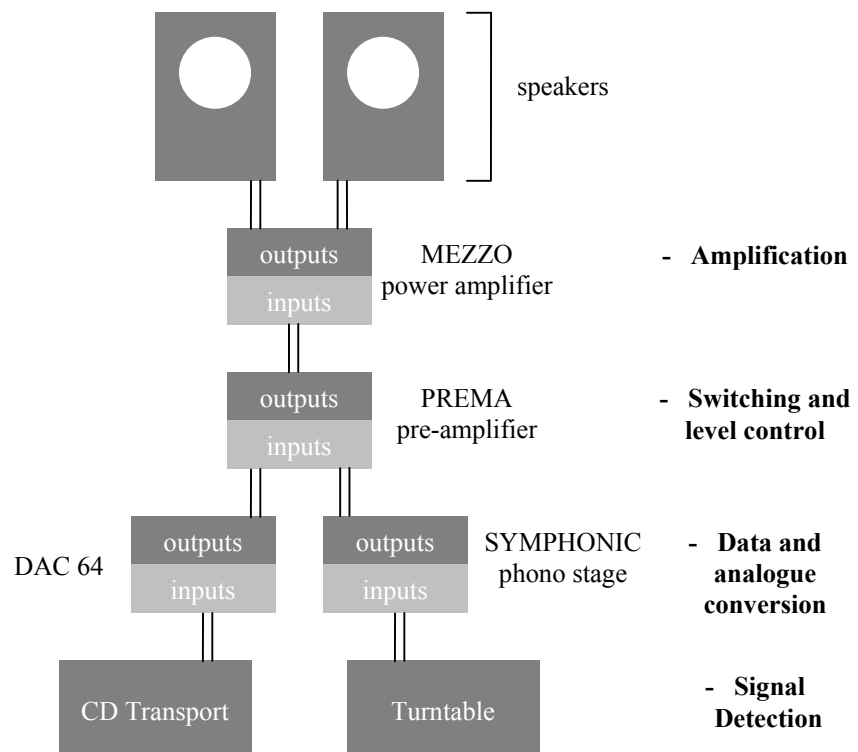 speakers
outputs
inputs
MEZZO
power amplifier
- Amplification
outputs
inputs
PREMA
pre-amplifier
- Switching and
level control
DAC 64
outputs
inputs
outputs
inputs
SYMPHONIC
phono stage
- Data and
analogue
conversion
CD Transport
Turntable
- Signal
Detection